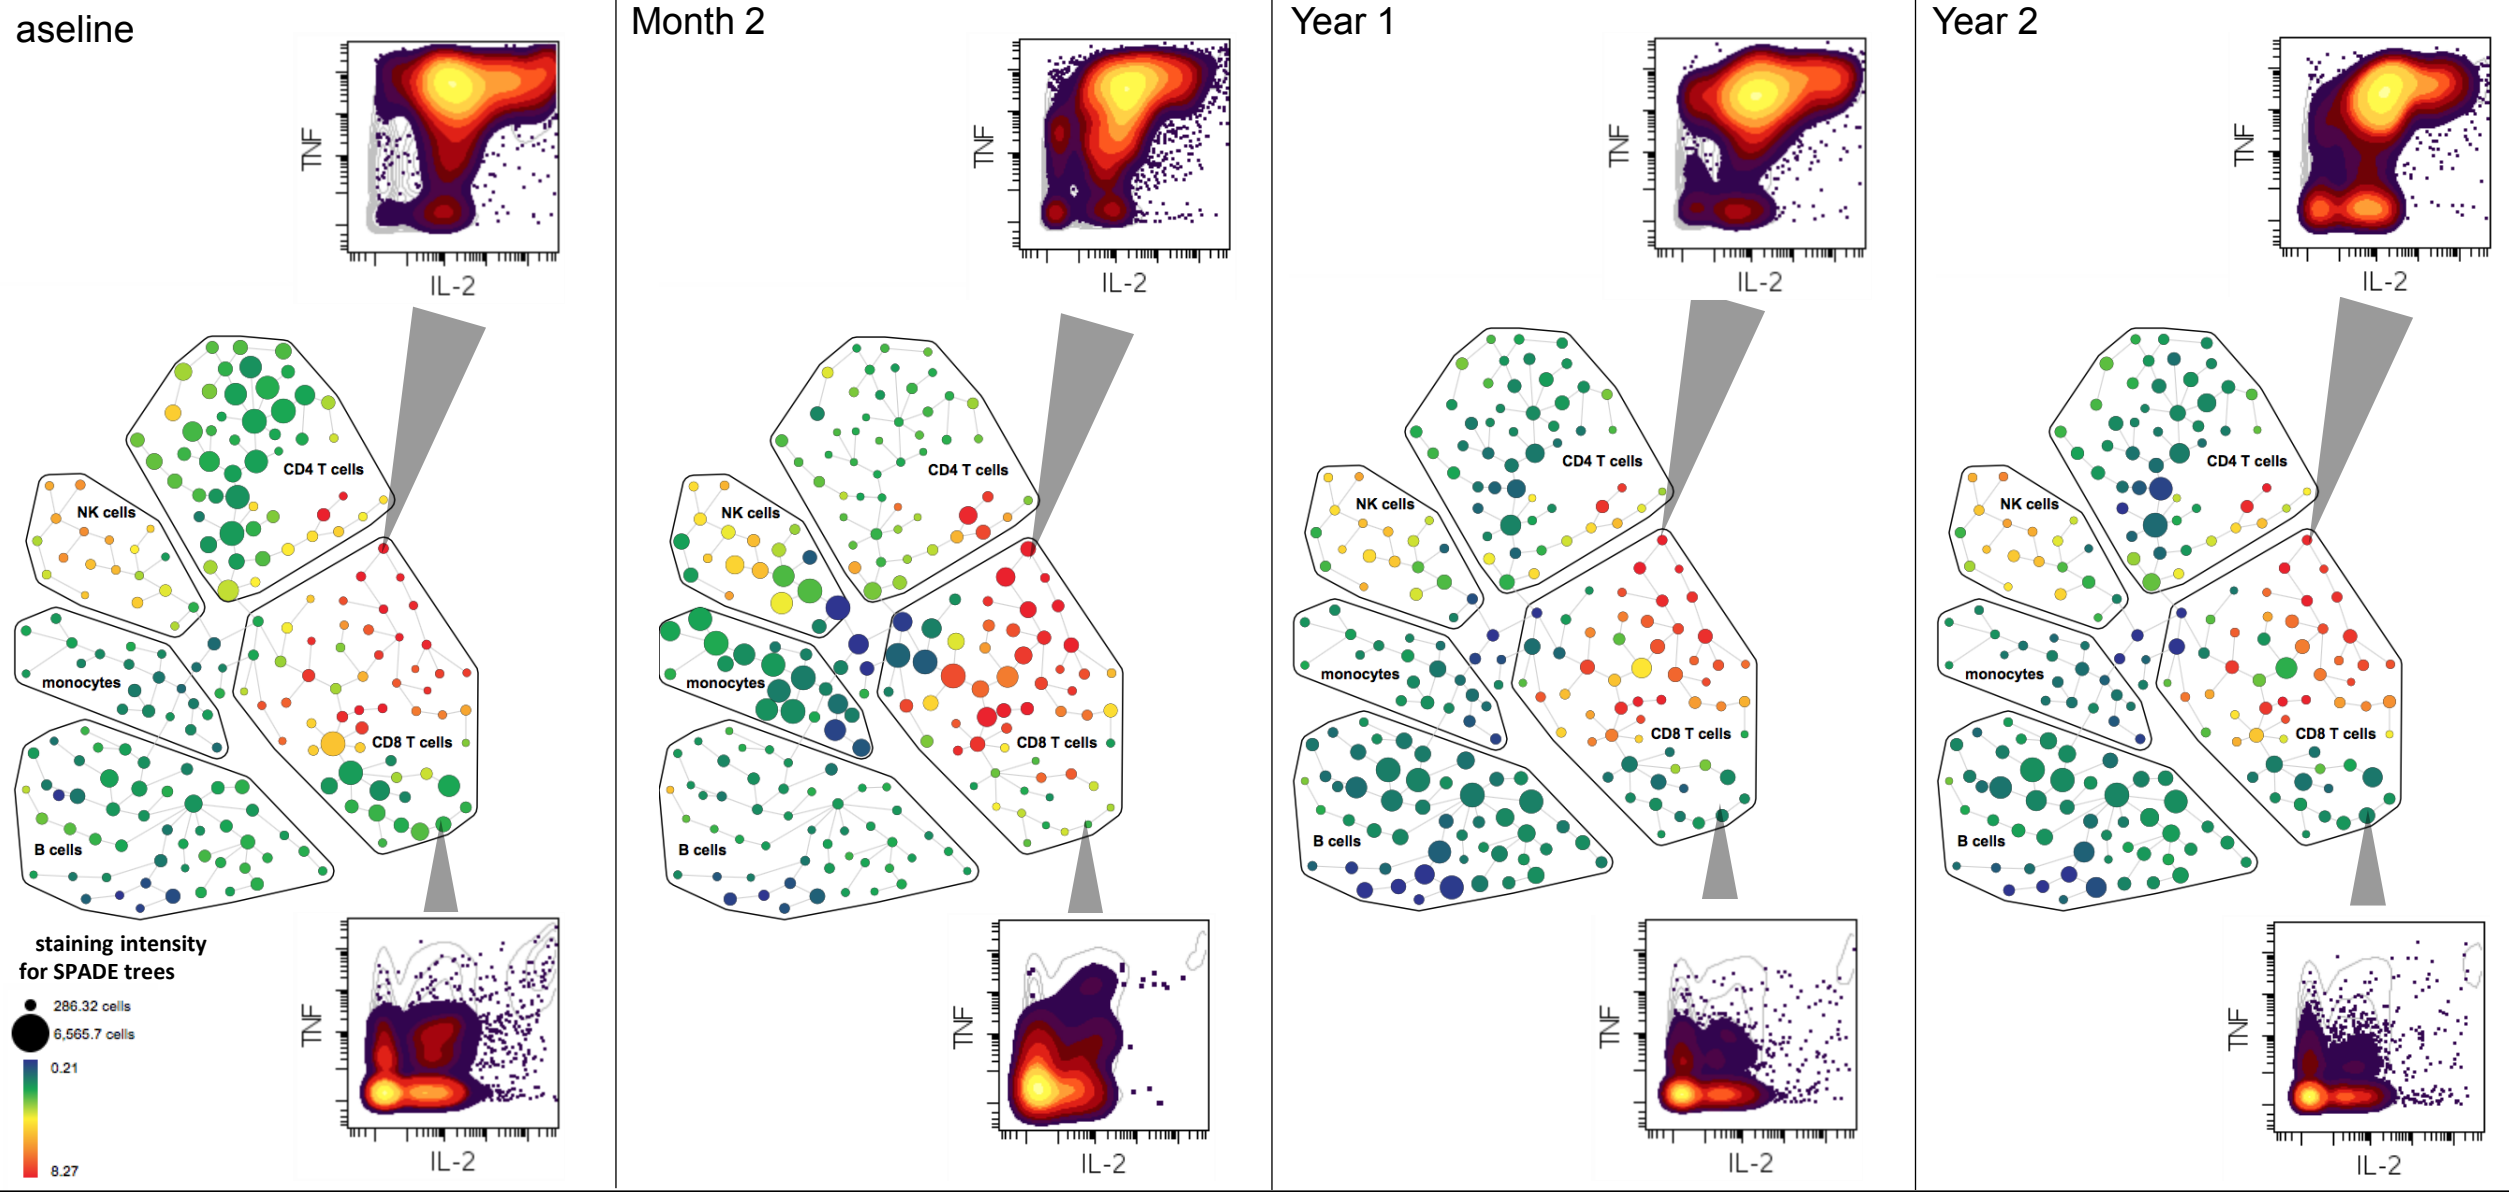 aseline
Month 2
Year 1
Year 2
TNF
IL-2
TNF
IL-2
TNF
IL-2
TNF
IL-2
CD4 T cells
NK cells
monocytes
CD8 T cells
B cells
CD4 T cells
NK cells
monocytes
CD8 T cells
B cells
CD4 T cells
NK cells
monocytes
CD8 T cells
B cells
CD4 T cells
NK cells
monocytes
CD8 T cells
B cells
staining intensity
for SPADE trees
286.32 cells
6,565.7 cells
0.21
8.27
TNF
IL-2
TNF
IL-2
TNF
IL-2
TNF
IL-2